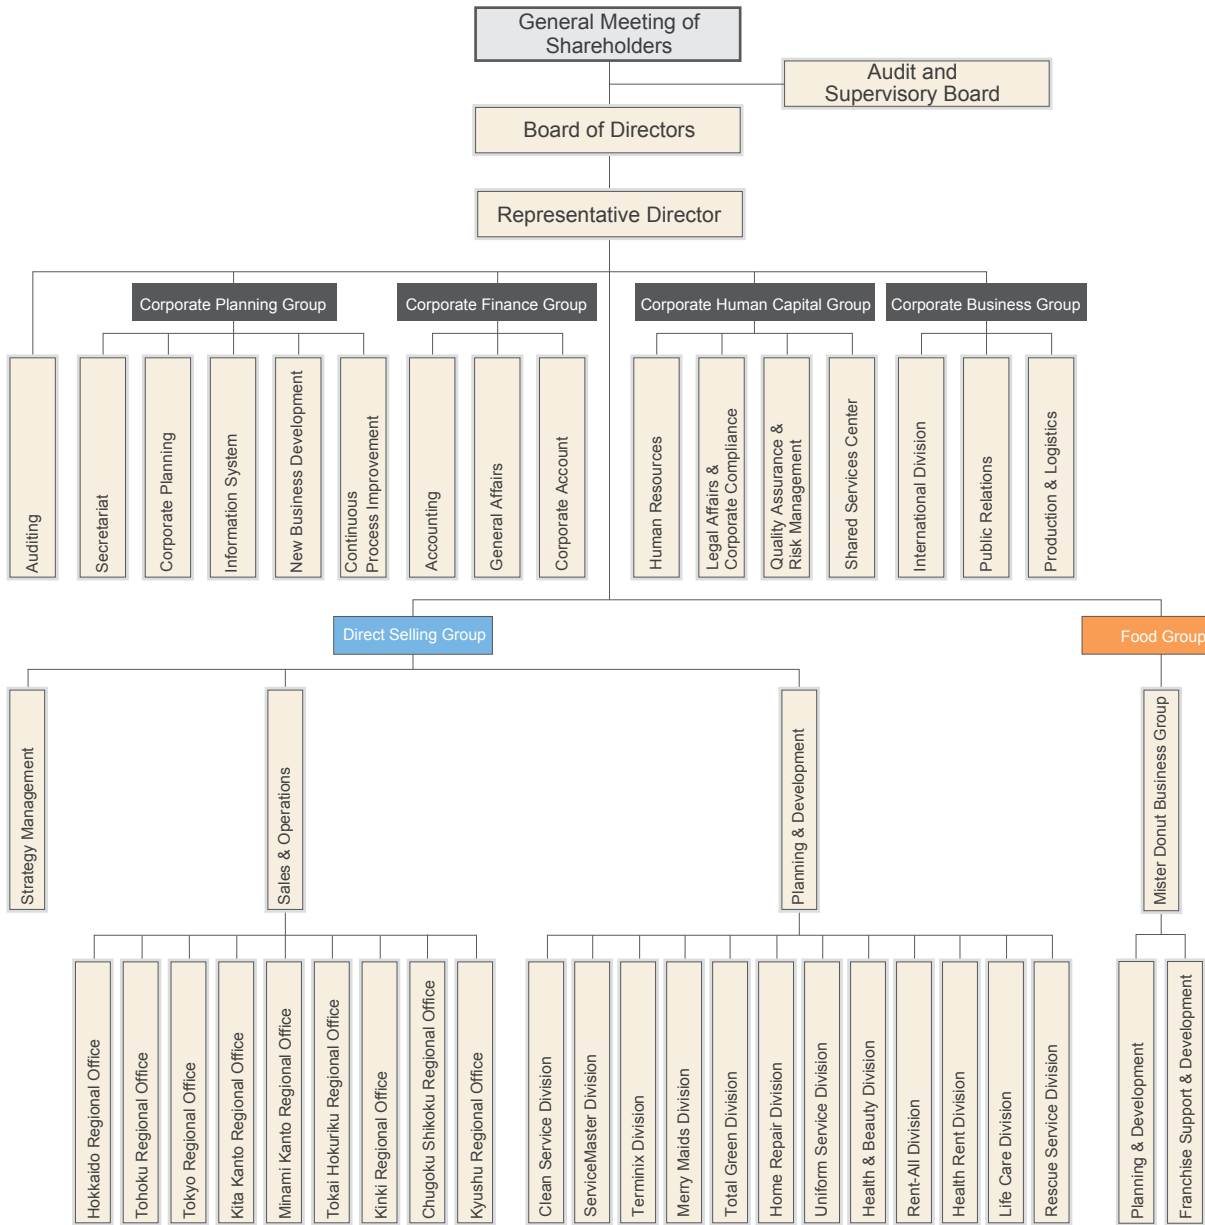 General Meeting of
Shareholders
Audit and
Supervisory Board
Board of Directors
Representative Director
Corporate Planning Group
Corporate Finance Group
Corporate Human Capital Group
Corporate Business Group
Auditing
Secretariat
Corporate Planning
Information System
New Business Development
Continuous
Process Improvement
Accounting
General Affairs
Corporate Account
Human Resources
Legal Affairs &
Corporate Compliance
Quality Assurance &
Risk Management
Shared Services Center
International Division
Public Relations
Production & Logistics
Direct Selling Group
Food Group
Strategy Management
Sales & Operations
Planning & Development
Mister Donut Business Group
Hokkaido Regional Office
Tohoku Regional Office
Tokyo Regional Office
Kita Kanto Regional Office
Minami Kanto Regional Office
Tokai Hokuriku Regional Office
Kinki Regional Office
Chugoku Shikoku Regional Office
Kyushu Regional Office
Clean Service Division
ServiceMaster Division
Terminix Division
Merry Maids Division
Total Green Division
Home Repair Division
Uniform Service Division
Health & Beauty Division
Rent-All Division
Health Rent Division
Life Care Division
Rescue Service Division
Planning & Development
Franchise Support & Development